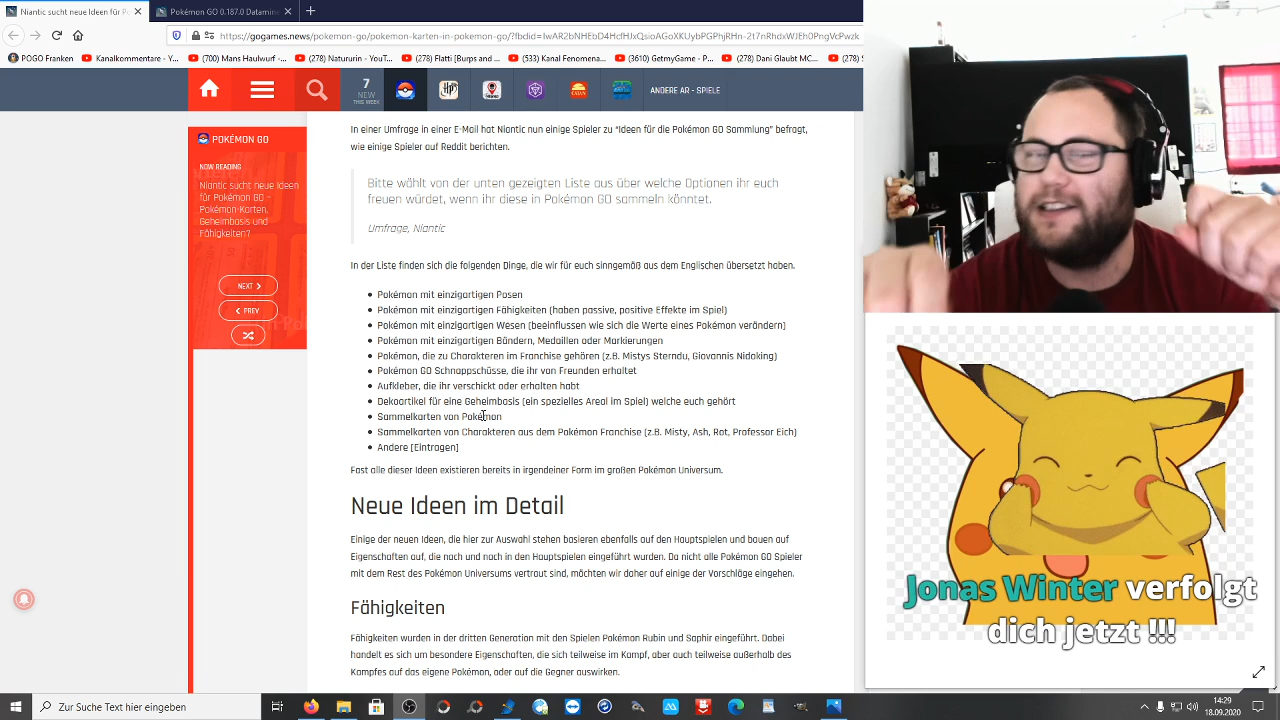 Niantic sucht neue Ideen für Po
Pokémon GO 0.187.0 Datamine
https://gogames.news/pokemon-go/pokemon-karten-in-pokemon-go/?fbclid=
POGO Franken
Kanalkommentare - Y...
(700) Mans Haulwurf -...
(278) Natururin - YouT...
(278) Flatti [Burps and ...
(533) Kanal Fenomena...
(3610) GetmyGame - P...
(278) Dani Glaubt MC...
7
NEW
THIS WEEK
ANDERE AR - SPIELE
POKÉMON GO
NOW READING
Niantic sucht neue Ideen
für Pokémon GO –
Pokémon-Karten,
Geheimbasis und
Fähigkeiten?
NEXT
PREV
In einer Umfrage in einer E-Mail hat Niantic nun einige Spieler zu "Ideen für die Pokémon GO Sammlung" befragt,
wie einige Spieler auf Reddit berichten.
Bitte wählt von der unten gezeigten Liste aus über welche Optionen ihr euch
freuen würdet, wenn ihr diese in Pokémon GO sammeln könntet.
Umfrage, Niantic
In der Liste finden sich die folgenden Dinge, die wir für euch sinngemäß aus dem Englischen übersetzt haben.
Pokémon mit einzigartigen Posen
Pokémon mit einzigartigen Fähigkeiten (haben passive, positive Effekte im Spiel)
Pokémon mit einzigartigen Wesen (beeinflussen wie sich die Werte eines Pokémon verändern)
Pokémon mit einzigartigen Bändern, Medaillen oder Markierungen
Pokémon, die zu Charakteren im Franchise gehören (z.B. Mistys Sterndu, Giovannis Nidoking)
Pokémon GO Schnappschüsse, die ihr von Freunden erhaltet
Aufkleber, die ihr verschickt oder erhalten habt
Dekoartikel für eine Geheimbasis (ein spezielles Areal im Spiel) welche euch gehört
Sammelkarten von Pokémon
Sammelkarten von Charakteren aus dem Pokémon Franchise (z.B. Misty, Ash, Rot, Professor Eich)
Andere [Eintragen]
Fast alle dieser Ideen existieren bereits in irgendeiner Form im großen Pokémon Universum.
Neue Ideen im Detail
Einige der neuen Ideen, die hier zur Auswahl stehen basieren ebenfalls auf den Hauptspielen und bauen auf
Eigenschaften auf, die nach und nach in den Hauptspielen eingeführt wurden. Da nicht alle Pokémon GO Spieler
mit dem Rest des Pokémon Universums vertraut sind, möchten wir daher auf einige der Vorschläge eingehen.
Fähigkeiten
Fähigkeiten wurden in der dritten Generation mit den Spielen Pokémon Rubin und Saphir eingeführt. Dabei
handelt es sich um besondere Eigenschaften, die sich teilweise im Kampf, aber auch teilweise außerhalb des
Kampfes auf das eigene Pokémon, oder auf die Gegner auswirken.
Jonas Winter verfolgt
dich jetzt !!!
Zur Suche Text hier eingeben
14:29
18.09.2020